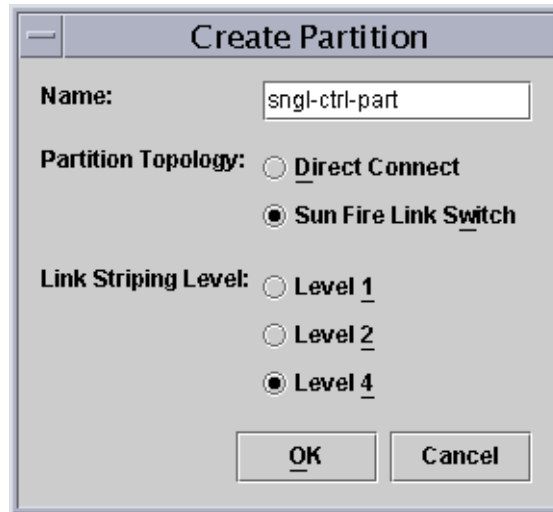 Create Partition
Name: sngl-ctrl-part
Partition Topology: Direct Connect
Sun Fire Link Switch
Link Striping Level: Level 1
Level 2
Level 4
OK Cancel